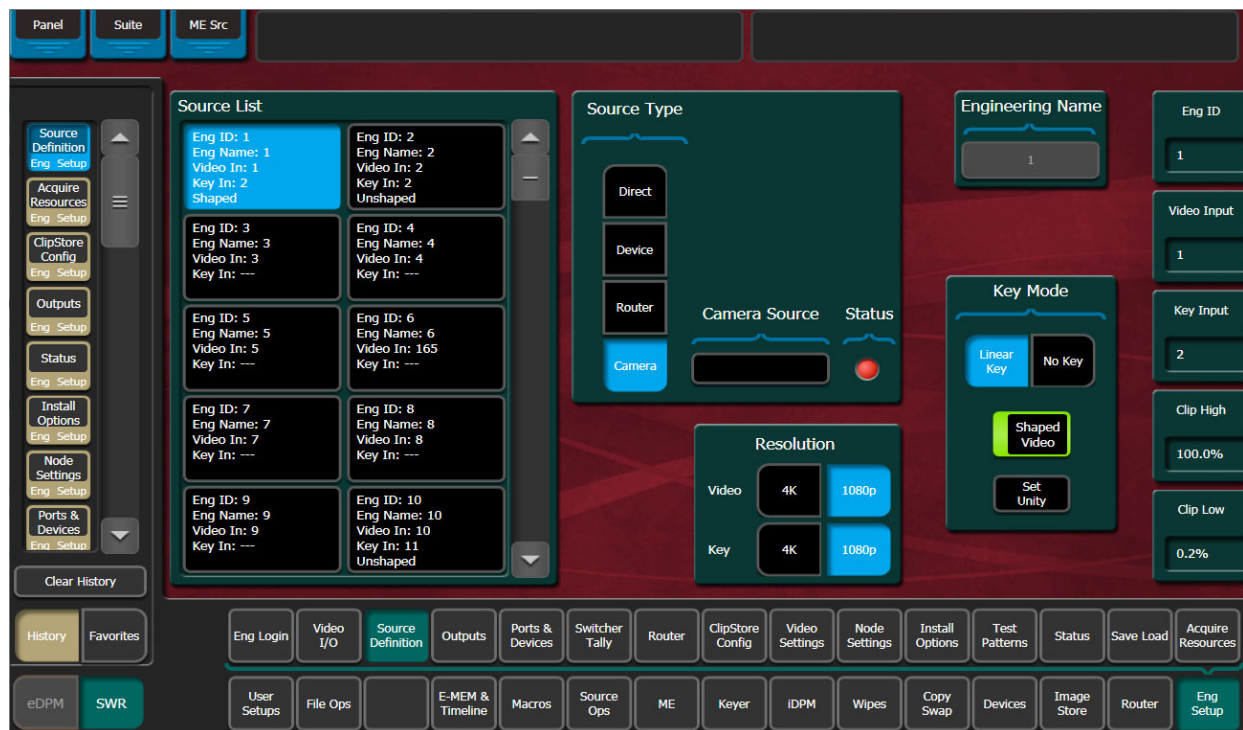 Panel
Suite
ME Src
Source
Definition
Eng Setup
Acquire
Resources
Eng Setup
ClipStore
Config
Eng Setup
Outputs
Eng Setup
Status
Eng Setup
Install
Options
Eng Setup
Node
Settings
Eng Setup
Ports &
Devices
Eng Setup
Clear History
History
Favorites
eDPM
SWR
Source List
Eng ID: 1
Eng Name: 1
Video In: 1
Key In: 2
Shaped
Eng ID: 2
Eng Name: 2
Video In: 2
Key In: 2
Unshaped
Eng ID: 3
Eng Name: 3
Video In: 3
Key In: ---
Eng ID: 4
Eng Name: 4
Video In: 4
Key In: ---
Eng ID: 5
Eng Name: 5
Video In: 5
Key In: ---
Eng ID: 6
Eng Name: 6
Video In: 165
Key In: ---
Eng ID: 7
Eng Name: 7
Video In: 7
Key In: ---
Eng ID: 8
Eng Name: 8
Video In: 8
Key In: ---
Eng ID: 9
Eng Name: 9
Video In: 9
Key In: ---
Eng ID: 10
Eng Name: 10
Video In: 10
Key In: 11
Unshaped
Source Type
Direct
Device
Router
Camera
Camera Source
Status
Resolution
Video
4K
1080p
Key
4K
1080p
Engineering Name
1
Key Mode
Linear
Key
No Key
Shaped
Video
Set
Unity
Eng ID
1
Video Input
1
Key Input
2
Clip High
100.0%
Clip Low
0.2%
Eng Login
Video
I/O
Source
Definition
Outputs
Ports &
Devices
Switcher
Tally
Router
ClipStore
Config
Video
Settings
Node
Settings
Install
Options
Test
Patterns
Status
Save Load
Acquire
Resources
User
Setups
File Ops
E-MEM &
Timeline
Macros
Source
Ops
ME
Keyer
iDPM
Wipes
Copy
Swap
Devices
Image
Store
Router
Eng
Setup